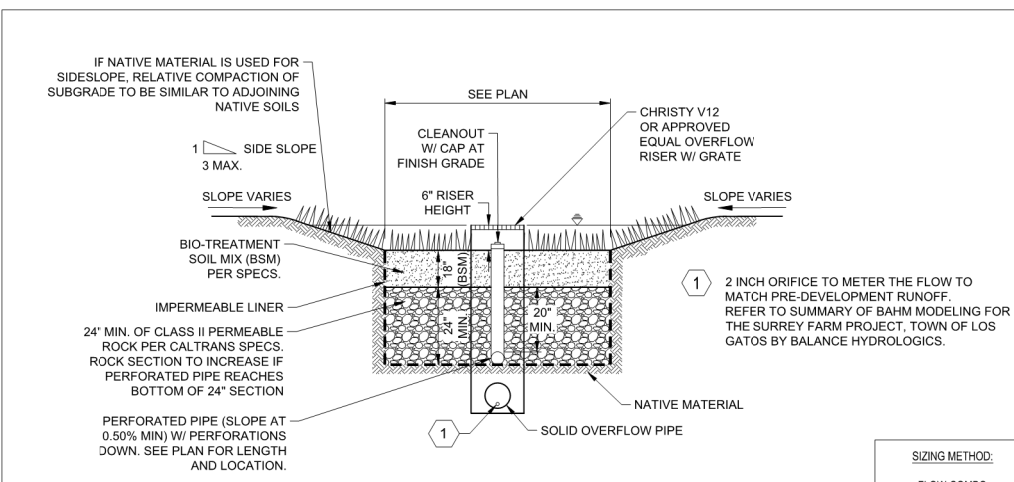 IF NATIVE MATERIAL IS USED FOR
SIDESLOPE, RELATIVE COMPACTION OF
SUBGRADE TO BE SIMILAR TO ADJOINING
NATIVE SOILS
1
SIDE SLOPE
3 MAX.
SLOPE VARIES
SEE PLAN
CLEANOUT
W/ CAP AT
FINISH GRADE
6" RISER
HEIGHT
CHRISTY V12
OR APPROVED
EQUAL OVERFLOW
RISER W/ GRATE
SLOPE VARIES
BIO-TREATMENT
SOIL MIX (BSM)
PER SPECS.
IMPERMEABLE LINER
24" MIN. OF CLASS II PERMEABLE
ROCK PER CALTRANS SPECS.
ROCK SECTION TO INCREASE IF
PERFORATED PIPE REACHES
BOTTOM OF 24" SECTION
PERFORATED PIPE (SLOPE AT
0.50% MIN) W/ PERFORATIONS
DOWN. SEE PLAN FOR LENGTH
AND LOCATION.
18"
(BSM)
24"
MIN.
20"
MIN.
1
SOLID OVERFLOW PIPE
NATIVE MATERIAL
1
2 INCH ORIFICE TO METER THE FLOW TO
MATCH PRE-DEVELOPMENT RUNOFF.
REFER TO SUMMARY OF BAHM MODELING FOR
THE SURREY FARM PROJECT, TOWN OF LOS
GATOS BY BALANCE HYDROLOGICS.
SIZING METHOD: